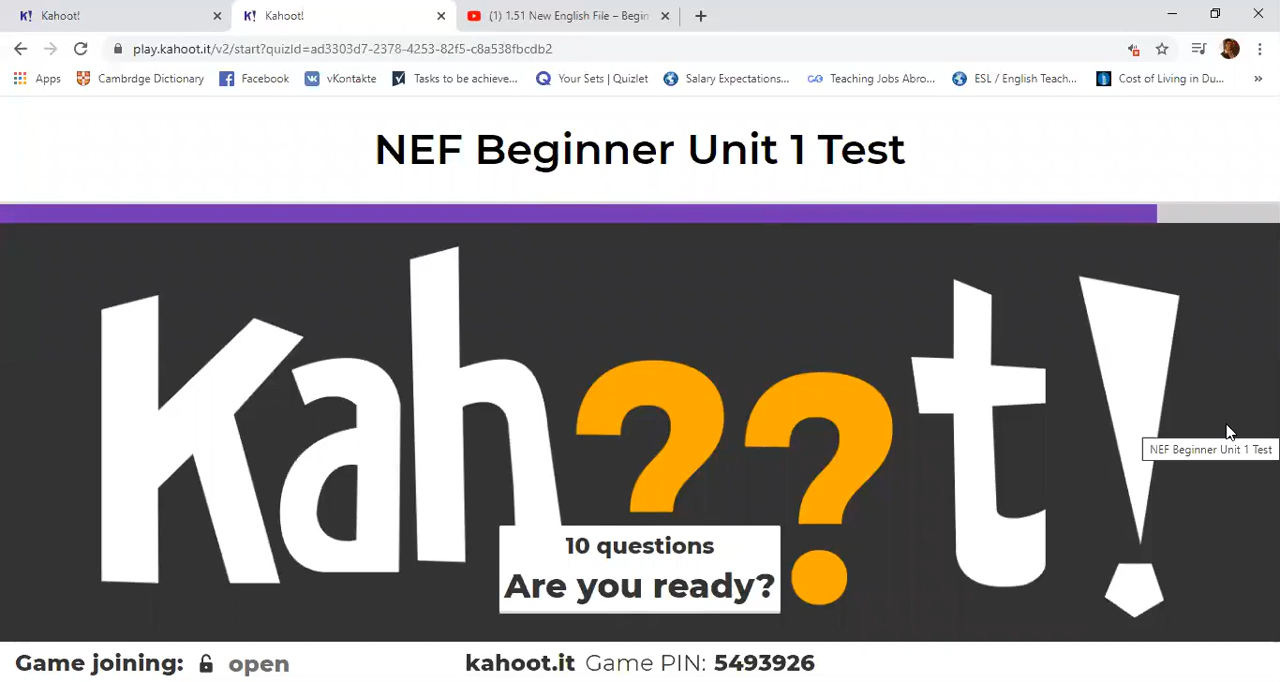 Kahoot!
Kahoot!
(1) 1.51 New English File – Begin
play.kahoot.it/v2/start?quizId=ad3303d7-2378-4253-82f5-c8a538fbcdb2
Apps
Cambrdge Dictionary
Facebook
vKontakte
Tasks to be achieve...
Your Sets | Quizlet
Salary Expectations...
Teaching Jobs Abro...
ESL / English Teach...
Cost of Living in Du...
»
NEF Beginner Unit 1 Test
Kah??t!
NEF Beginner Unit 1 Test
10 questions
Are you ready?
Game joining: open
kahoot.it Game PIN: 5493926